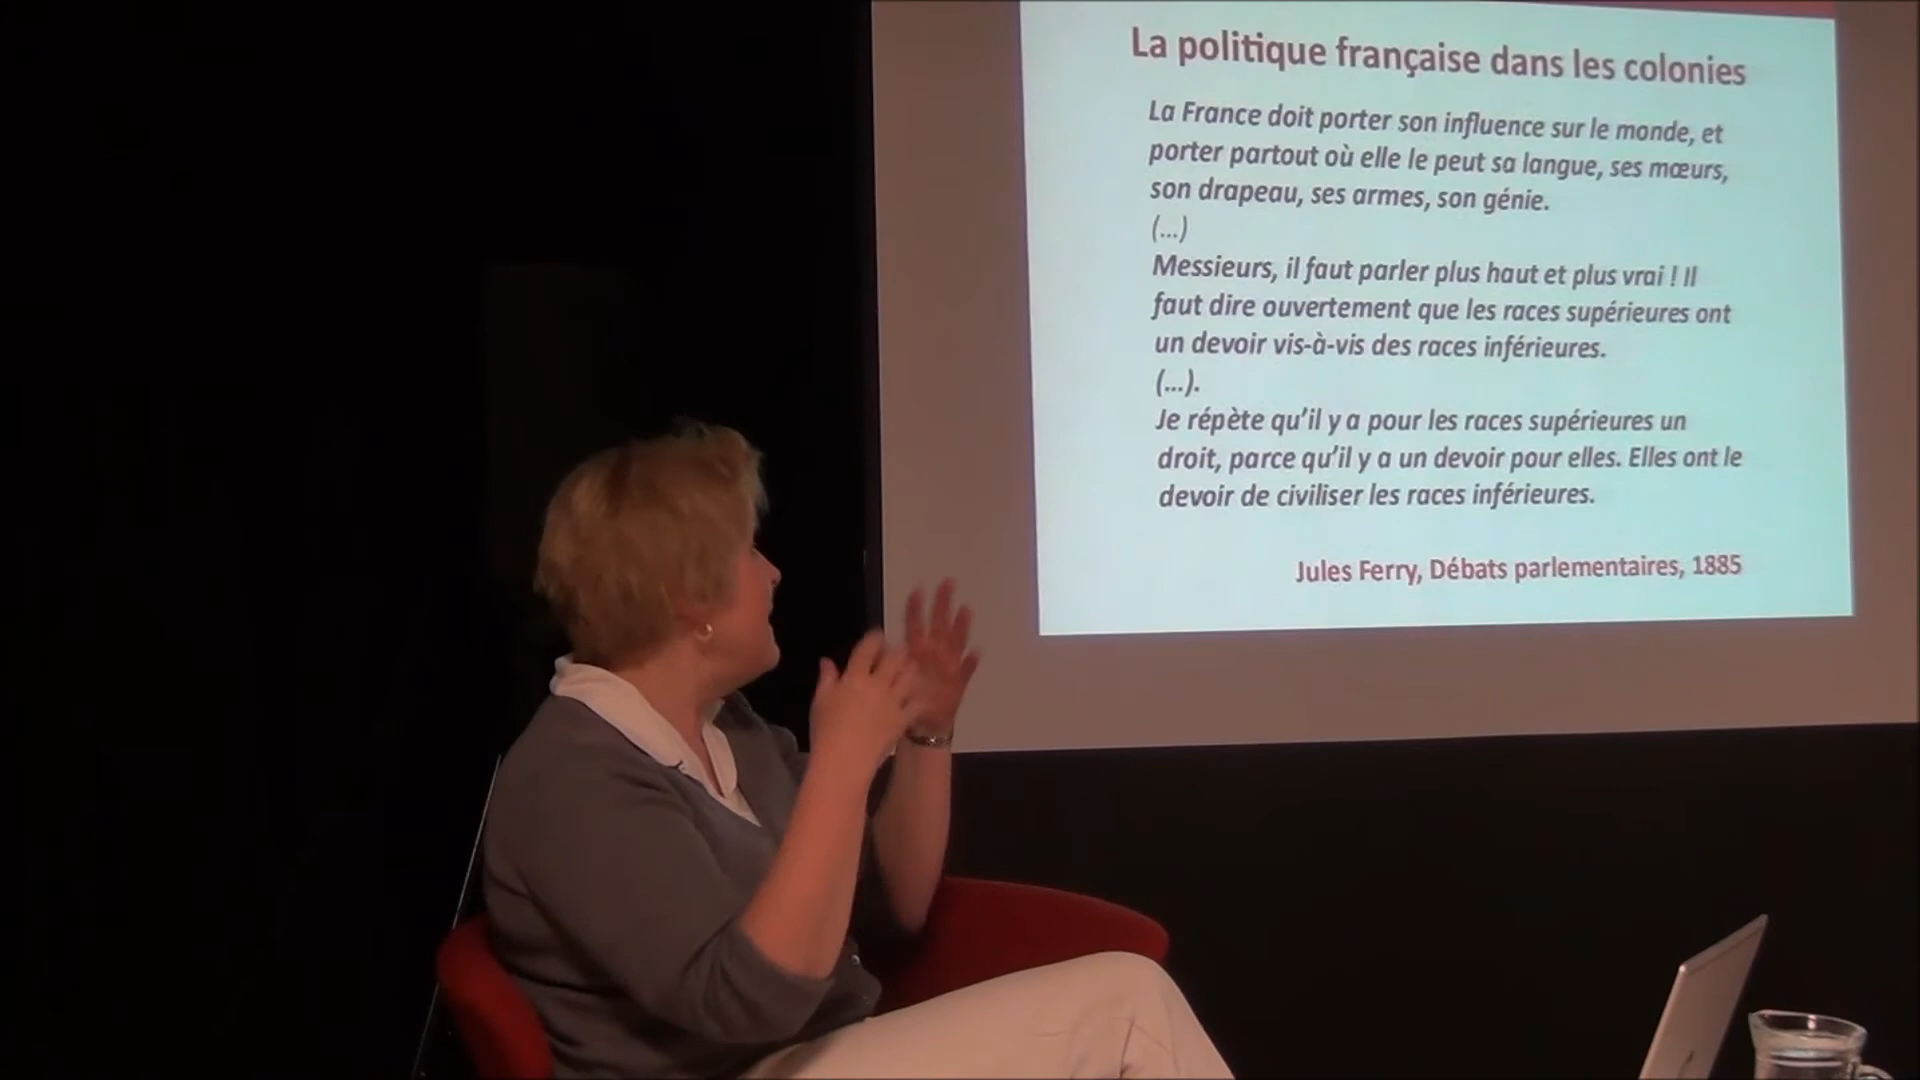 La politique française dans les colonies
La France doit porter son influence sur le monde, et
porter partout où elle le peut sa langue, ses mœurs,
son drapeau, ses armes, son génie.
(...)
Messieurs, il faut parler plus haut et plus vrai ! Il
faut dire ouvertement que les races supérieures ont
un devoir vis-à-vis des races inférieures.
(...).
Je répète qu’il y a pour les races supérieures un
droit, parce qu’il y a un devoir pour elles. Elles ont le
devoir de civiliser les races inférieures.
Jules Ferry, Débats parlementaires, 1885